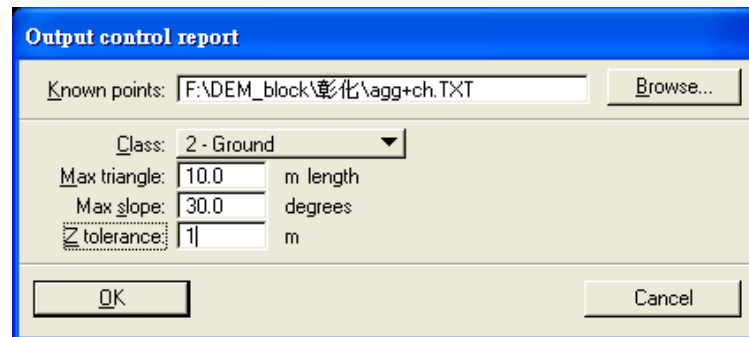 Output control report
Known points: F:\DEM_block\彰化\agg+ch.TXT Browse...
Class: 2 - Ground
Max triangle: 10.0 m length
Max slope: 30.0 degrees
Z tolerance: 1 m
OK Cancel